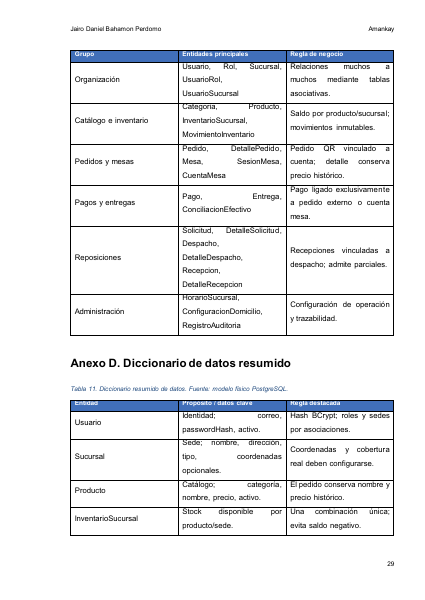 Jairo Daniel Bahamon Perdomo Amankay
Grupo Entidades principales Regla de negocio
Organización
Usuario, Rol, Sucursal,
UsuarioRol,
UsuarioSucursal
Relaciones muchos a
muchos mediante tablas
asociativas.
Catálogo e inventario
Categoria, Producto,
InventarioSucursal,
MovimientoInventario
Saldo por producto/sucursal;
movimientos inmutables.
Pedidos y mesas
Pedido, DetallePedido,
Mesa, SesionMesa,
CuentaMesa
Pedido QR vinculado a
cuenta; detalle conserva
precio histórico.
Pagos y entregas
Pago, Entrega,
ConciliacionEfectivo
Pago ligado exclusivamente
a pedido externo o cuenta
mesa.
Reposiciones
Solicitud, DetalleSolicitud,
Despacho,
DetalleDespacho,
Recepcion,
DetalleRecepcion
Recepciones vinculadas a
despacho; admite parciales.
Administración
HorarioSucursal,
ConfiguracionDomicilio,
RegistroAuditoria
Configuración de operación
y trazabilidad.
Anexo D. Diccionario de datos resumido
Tabla 11. Diccionario resumido de datos. Fuente: modelo físico PostgreSQL.
Entidad Propósito / datos clave Regla destacada
Usuario
Identidad; correo,
passwordHash, activo.
Hash BCrypt; roles y sedes
por asociaciones.
Sucursal
Sede; nombre, dirección,
tipo, coordenadas
opcionales.
Coordenadas y cobertura
real deben configurarse.
Producto
Catálogo; categoría,
nombre, precio, activo.
El pedido conserva nombre y
precio histórico.
InventarioSucursal
Stock disponible por
producto/sede.
Una combinación única;
evita saldo negativo.
29